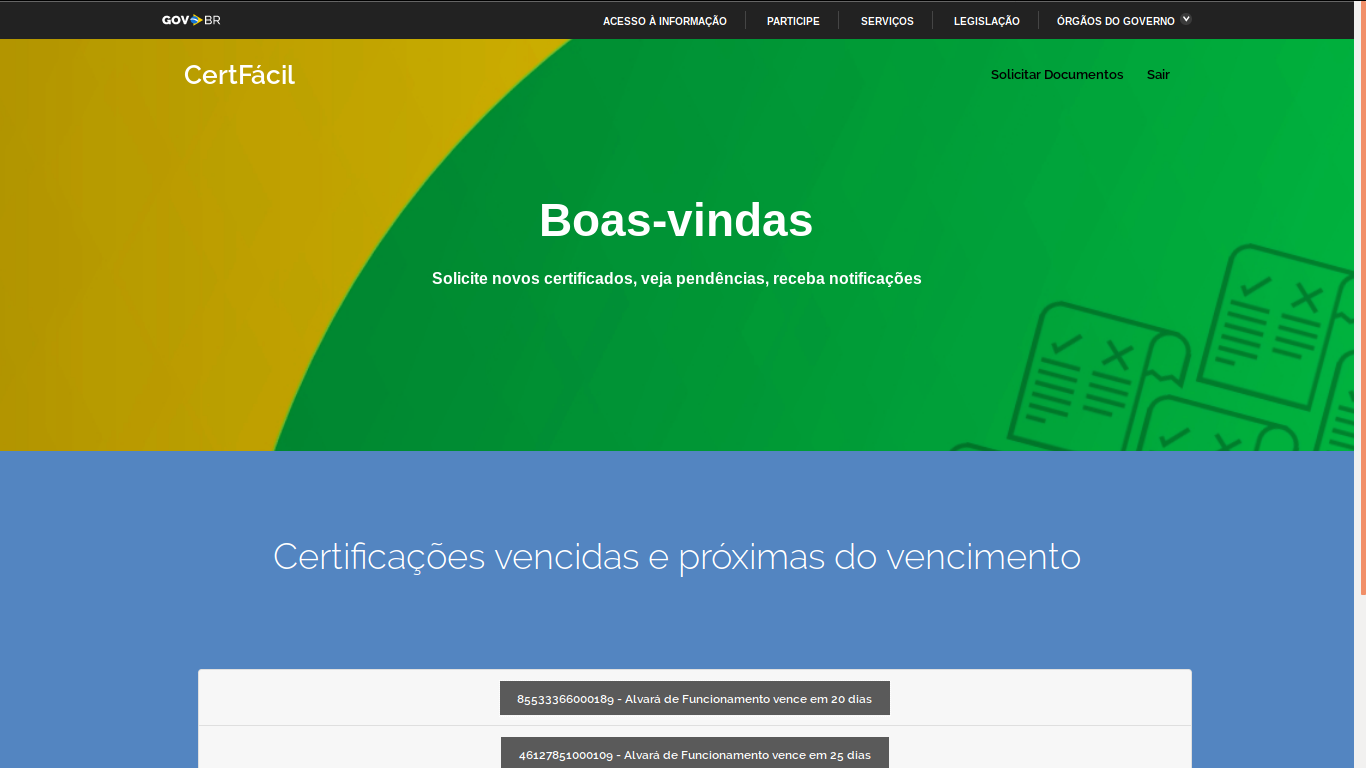 GOVBR
ACESSO À INFORMAÇÃO
PARTICIPE
SERVIÇOS
LEGISLAÇÃO
ÓRGÃOS DO GOVERNO
CertFácil
Solicitar Documentos
Sair
Boas-vindas
Solicite novos certificados, veja pendências, receba notificações
Certificações vencidas e próximas do vencimento
85533366000189 - Alvará de Funcionamento vence em 20 dias
46127851000109 - Alvará de Funcionamento vence em 25 dias